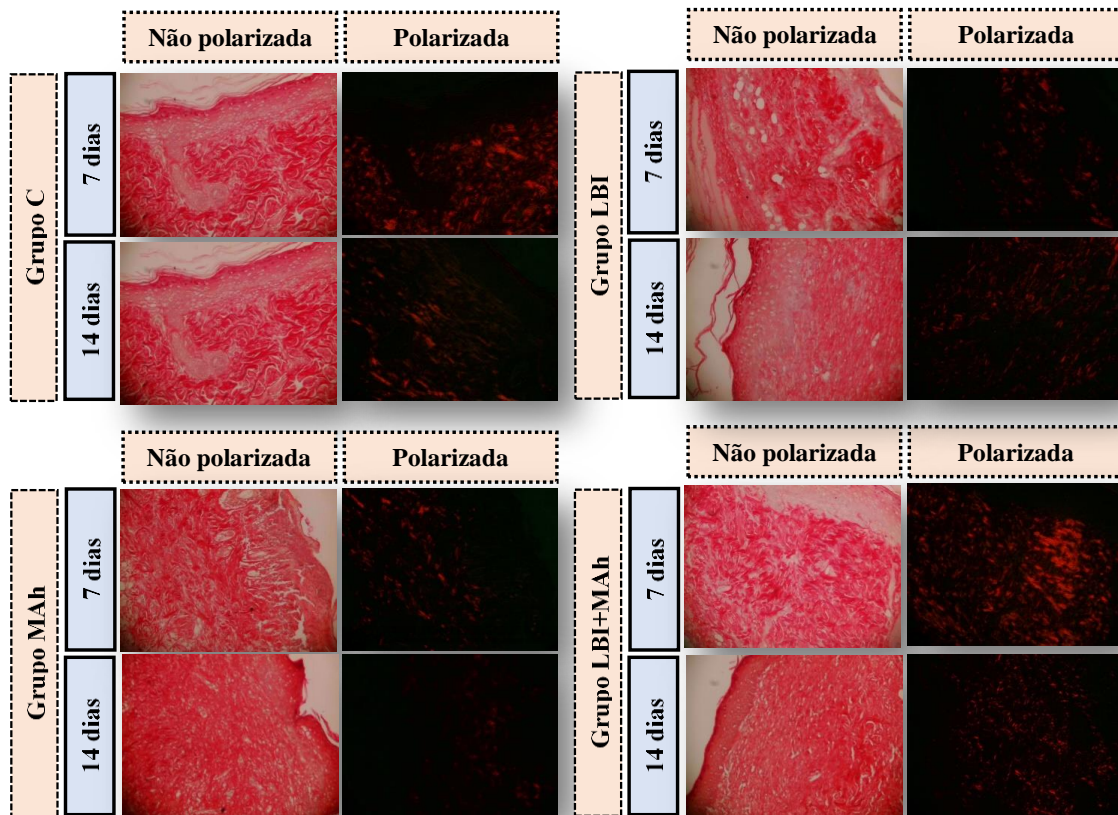 Não polarizada
Polarizada
Grupo C
7 dias
14 dias
Não polarizada
Polarizada
Grupo LBI
7 dias
14 dias
Não polarizada
Polarizada
Grupo MAh
7 dias
14 dias
Não polarizada
Polarizada
Grupo LBI+MAh
7 dias
14 dias